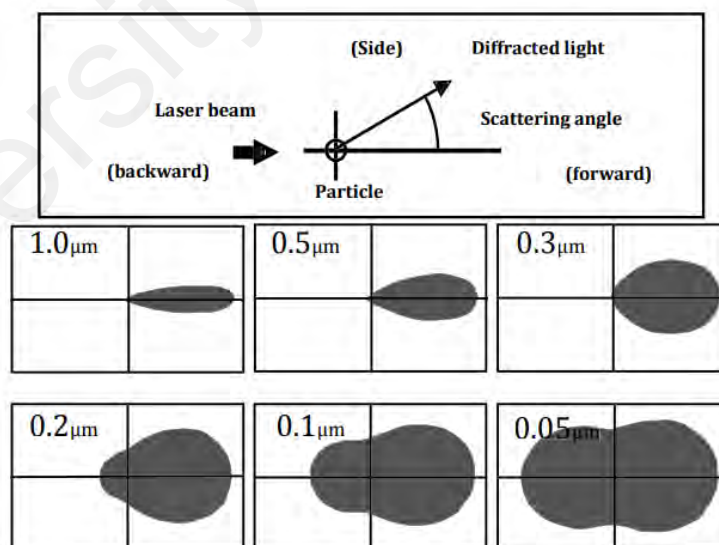 ersity
(Side) Diffracted light
Laser beam
Scattering angle
(backward)
(forward)
Particle
1.0μm 0.5μm 0.3μm
0.2μm 0.1μm 0.05μm